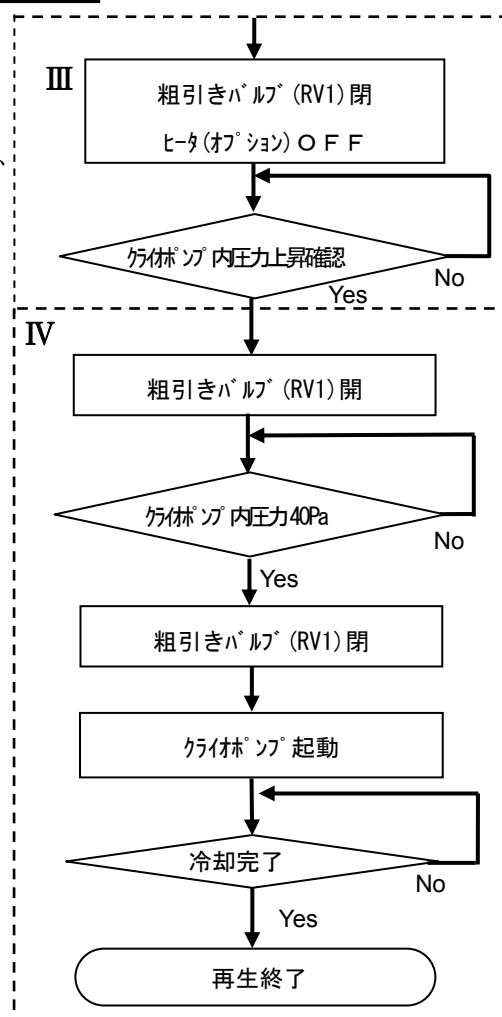 Ⅲ
粗引きﾊﾞﾙﾌﾞ(RV1)閉
ﾋｰﾀ(ｵﾌﾟｼｮﾝ)ＯＦＦ
、
ｸﾗｲｵﾎﾟﾝﾌﾟ内圧力上昇確認
No
Yes
Ⅳ
粗引きﾊﾞﾙﾌﾞ(RV1)開
ｸﾗｲｵﾎﾟﾝﾌﾟ内圧力40Pa
No
Yes
粗引きﾊﾞﾙﾌﾞ(RV1)閉
ｸﾗｲｵﾎﾟﾝﾌﾟ起動
冷却完了
No
Yes
再生終了